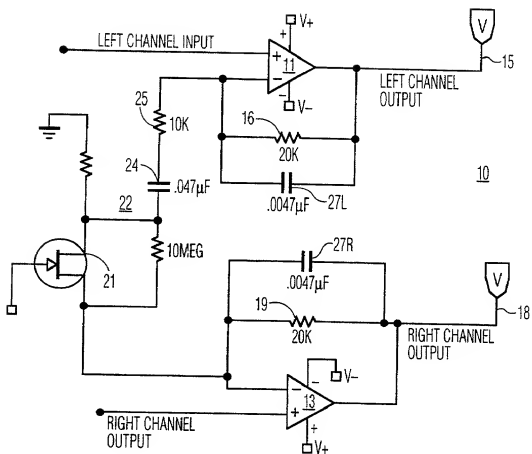 V+
V
LEFT CHANNEL INPUT
+
+
11
15
−
LEFT CHANNEL
OUTPUT
−
V−
25
10K
16
20K
24
.047µF
22
.0047µF
27L
10
10MEG
21
27R
.0047µF
V
19
20K
18
RIGHT CHANNEL
OUTPUT
−
−
V−
13
+
RIGHT CHANNEL
OUTPUT
+
V+